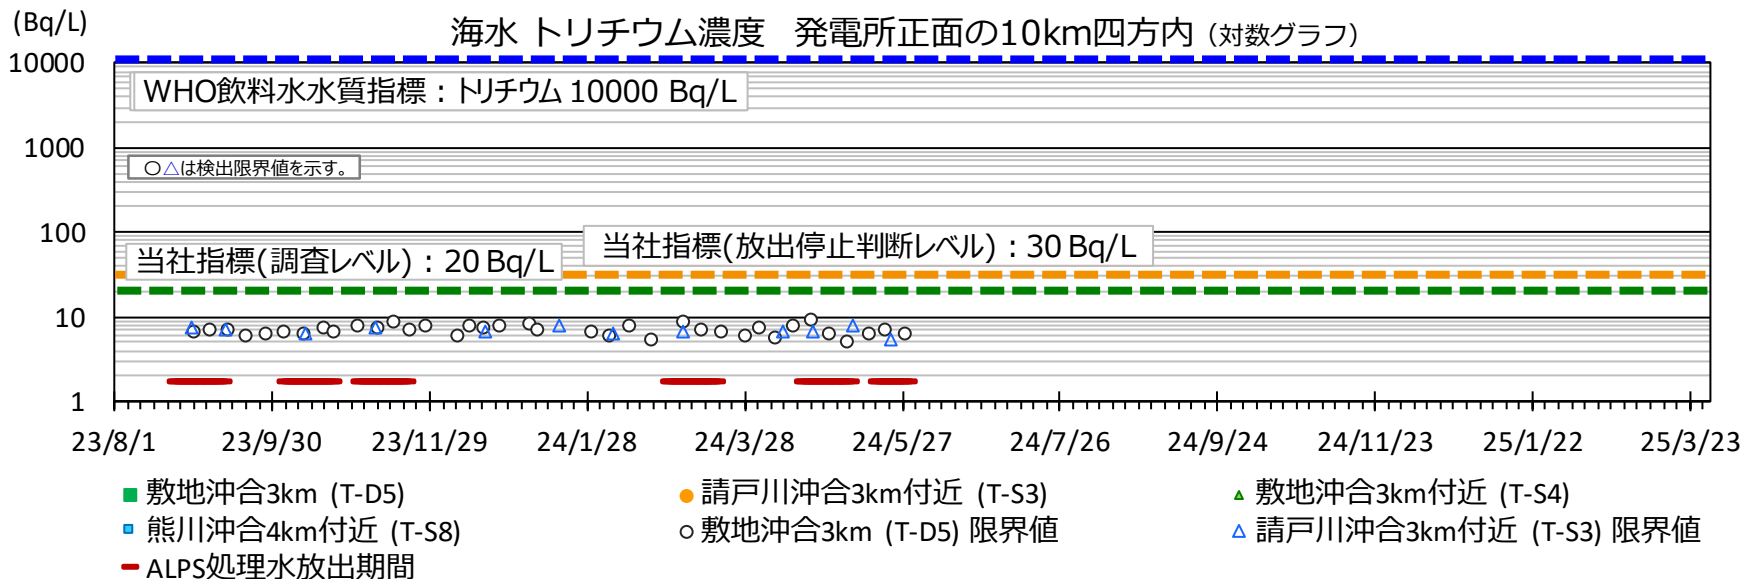 (Bq/L)
海水 トリチウム濃度 発電所正面の10km四方内 (対数グラフ)
10000
WHO飲料水水質指標：トリチウム 10000 Bq/L
1000
○△は検出限界値を示す。
100
当社指標(調査レベル)：20 Bq/L
当社指標(放出停止判断レベル)：30 Bq/L
10
1
23/8/1 23/9/30 23/11/29 24/1/28 24/3/28 24/5/27 24/7/26 24/9/24 24/11/23 25/1/22 25/3/23
敷地沖合3km (T-D5) 請戸川沖合3km付近 (T-S3) 敷地沖合3km付近 (T-S4)
熊川沖合4km付近 (T-S8) 敷地沖合3km (T-D5) 限界値 請戸川沖合3km付近 (T-S3) 限界値
ALPS処理水放出期間